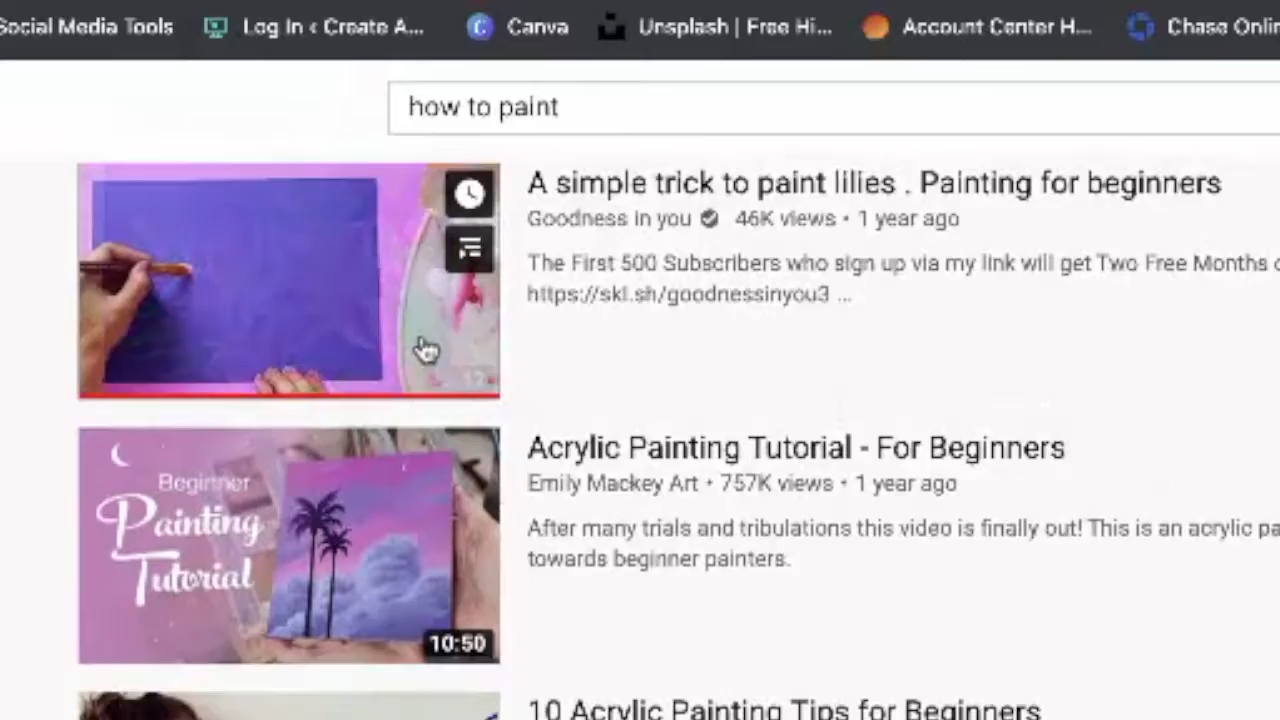 Social Media Tools Log In ‹ Create A... Canva Unsplash | Free Hi... Account Center H... Chase Onlin
how to paint
A simple trick to paint lilies . Painting for beginners
Goodness in you 46K views • 1 year ago
The First 500 Subscribers who sign up via my link will get Two Free Months o
https://skl.sh/goodnessinyou3 ...
Acrylic Painting Tutorial - For Beginners
Emily Mackey Art • 757K views • 1 year ago
After many trials and tribulations this video is finally out! This is an acrylic pa
towards beginner painters.
Beginner
Painting
Tutorial
10:50
10 Acrylic Painting Tips for Beginners